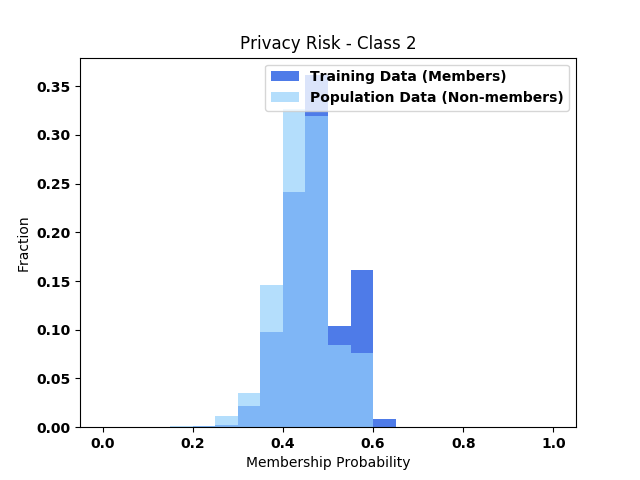 Privacy Risk - Class 2
Training Data (Members)
Population Data (Non-members)
0.35
0.30
0.25
0.20
0.15
0.10
0.05
0.00
Fraction
0.0 0.2 0.4 0.6 0.8 1.0
Membership Probability